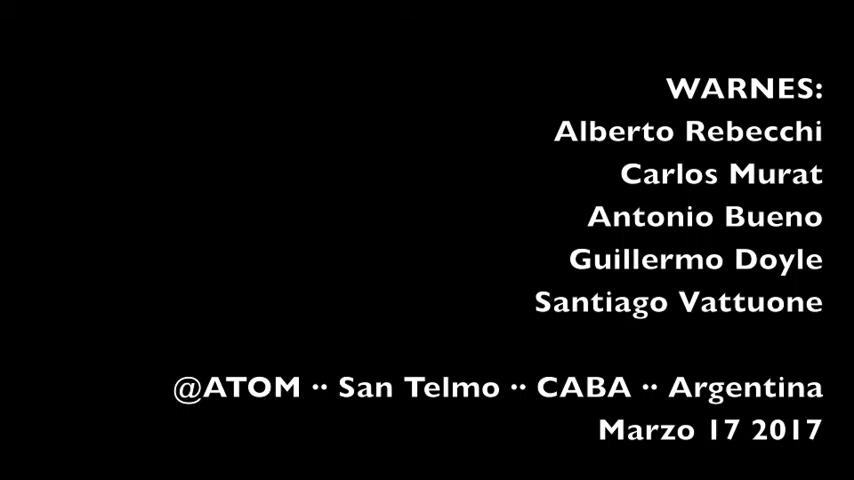 WARNES:
Alberto Rebecchi
Carlos Murat
Antonio Bueno
Guillermo Doyle
Santiago Vattuone
@ATOM ·· San Telmo ·· CABA ·· Argentina
Marzo 17 2017